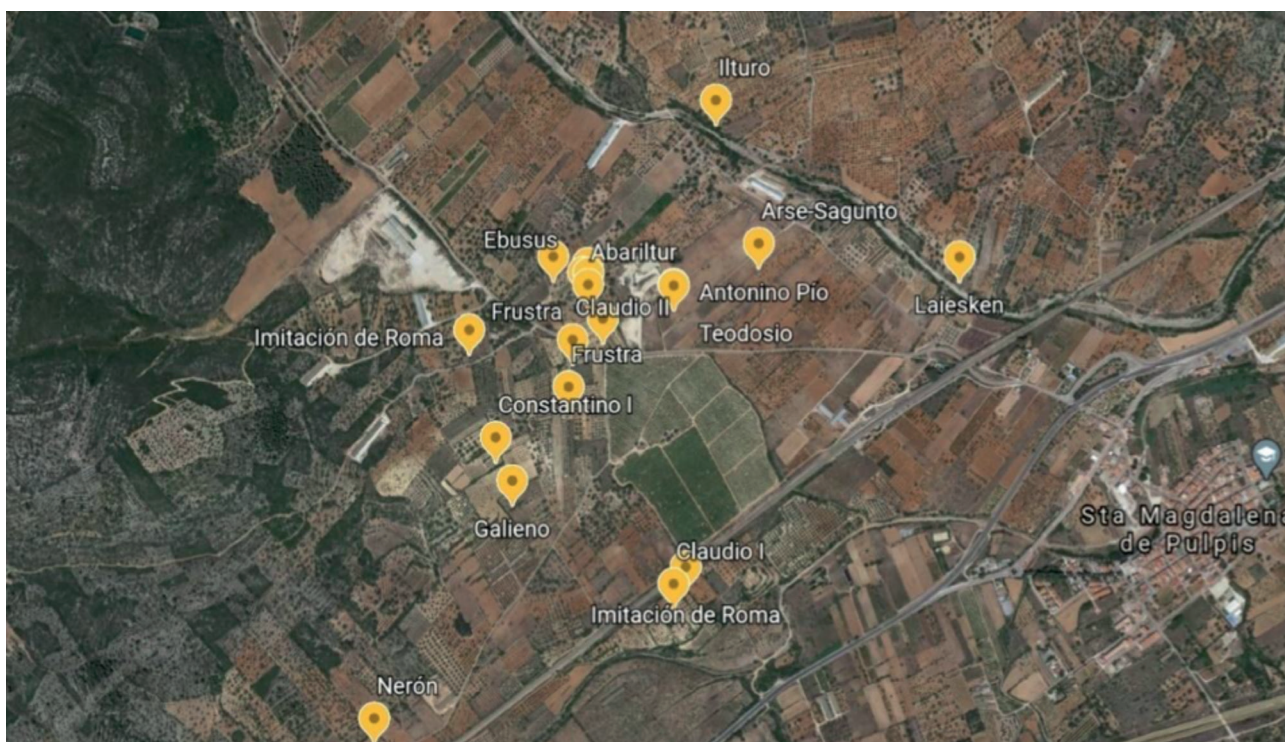 Ilturo
Arse-Sagunto
Ebusus
Abariltur
Antonino Pío
Laiesken
Frustra
Claudio II
Imitación de Roma
Teodosio
Frustra
Constantino I
Galieno
Sta Magdalena
de Pulpis
Claudio I
Imitación de Roma
Nerón